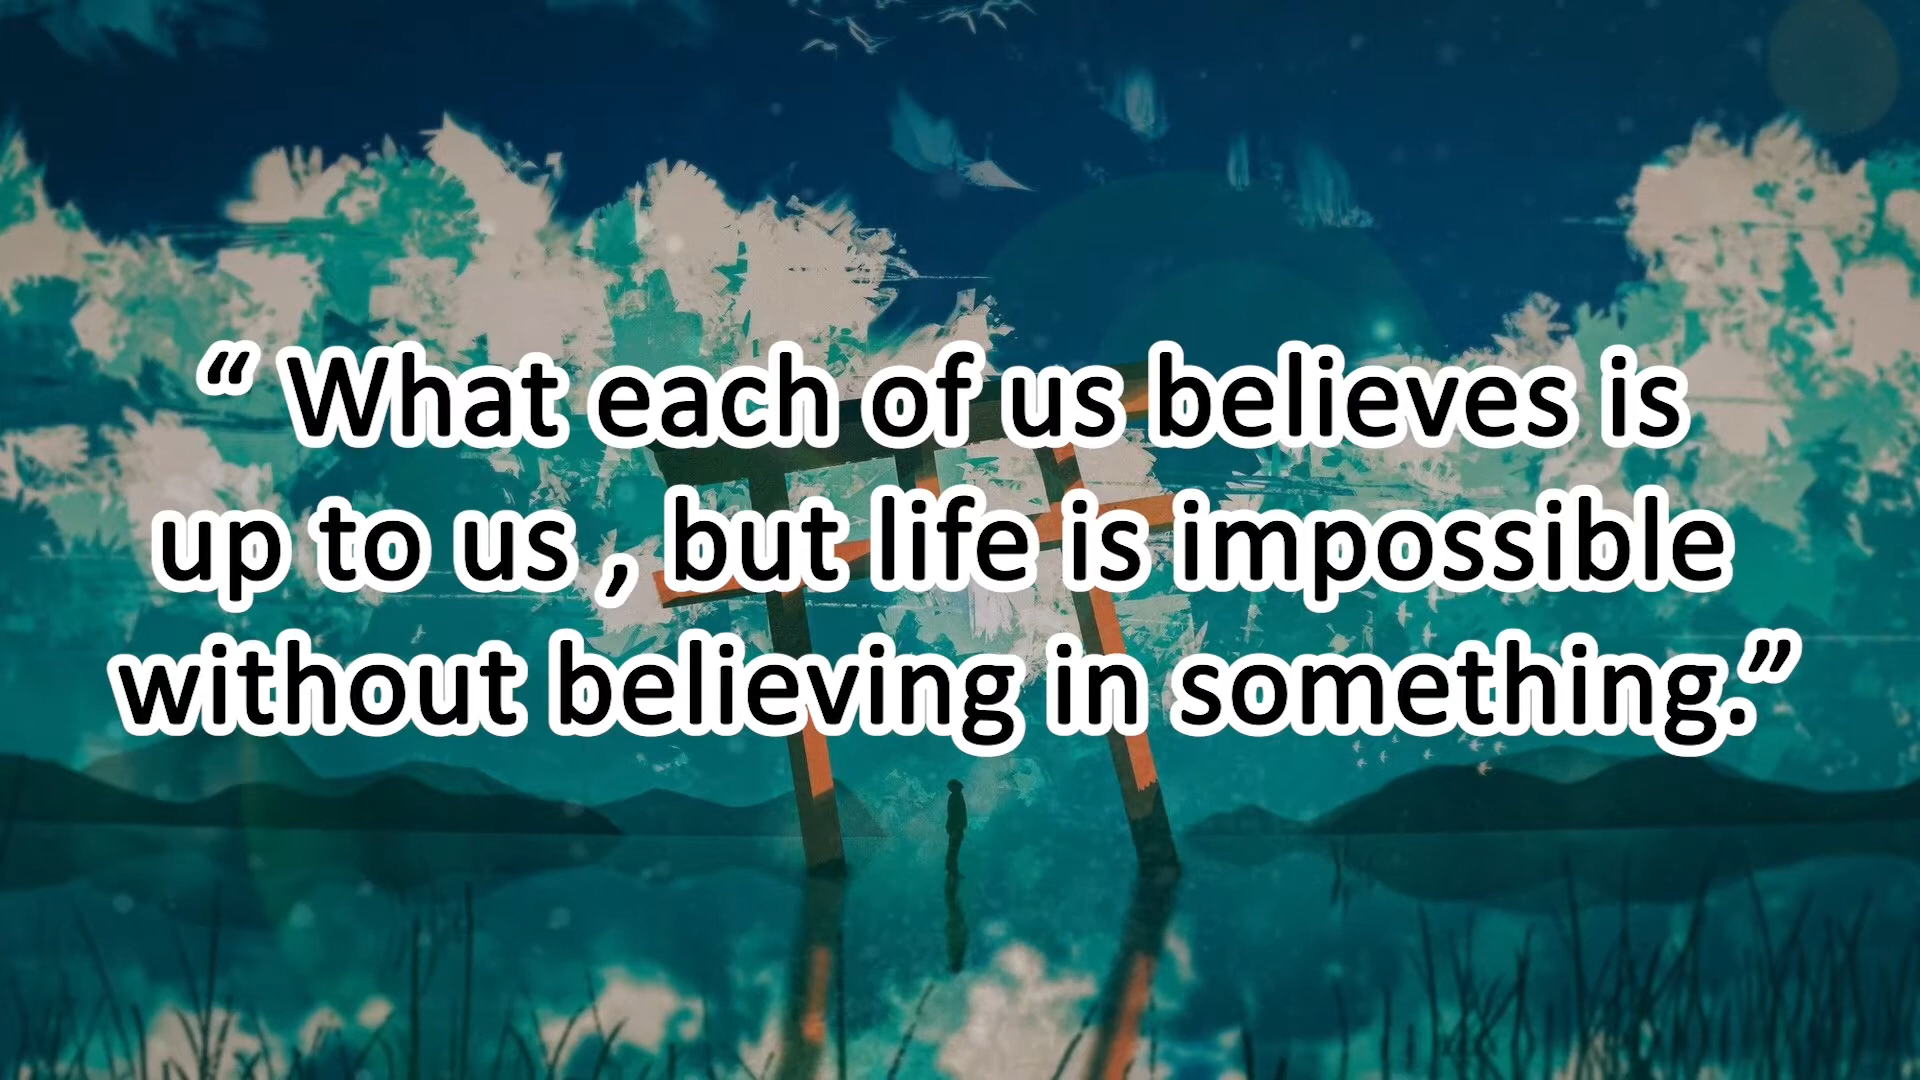 “ What each of us believes is
up to us , but life is impossible
without believing in something.”